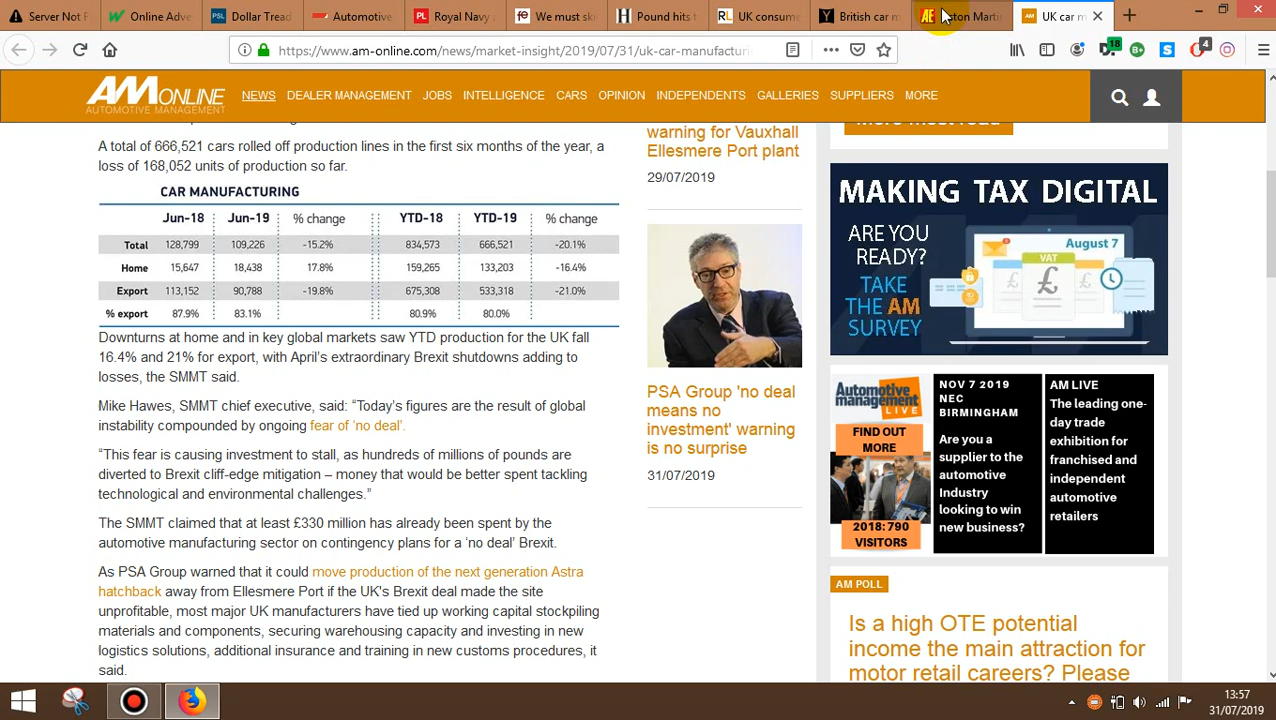 Server Not F
Online Adve
Dollar Tread
Automotive
Royal Navy
We must ski
Pound hits
UK consume
British car m
ston Marti
UK car m
https://www.am-online.com/news/market-insight/2019/07/31/uk-car-manufacturi
18
4
AMONLINE
AUTOMOTIVE MANAGEMENT
NEWS DEALER MANAGEMENT JOBS INTELLIGENCE CARS OPINION INDEPENDENTS GALLERIES SUPPLIERS MORE
A total of 666,521 cars rolled off production lines in the first six months of the year, a
loss of 168,052 units of production so far.
CAR MANUFACTURING
Jun-18 Jun-19 % change YTD-18 YTD-19 % change
Total 128,799 109,226 -15.2% 834,573 666,521 -20.1%
Home 15,647 18,438 17.8% 159,265 133,203 -16.4%
Export 113,152 90,788 -19.8% 675,308 533,318 -21.0%
% export 87.9% 83.1% 80.9% 80.0%
Downturns at home and in key global markets saw YTD production for the UK fall
16.4% and 21% for export, with April's extraordinary Brexit shutdowns adding to
losses, the SMMT said.
Mike Hawes, SMMT chief executive, said: “Today's figures are the result of global
instability compounded by ongoing fear of ‘no deal’.
“This fear is causing investment to stall, as hundreds of millions of pounds are
diverted to Brexit cliff-edge mitigation – money that would be better spent tackling
technological and environmental challenges.”
The SMMT claimed that at least £330 million has already been spent by the
automotive manufacturing sector on contingency plans for a ‘no deal’ Brexit.
As PSA Group warned that it could move production of the next generation Astra
hatchback away from Ellesmere Port if the UK's Brexit deal made the site
unprofitable, most major UK manufacturers have tied up working capital stockpiling
materials and components, securing warehousing capacity and investing in new
logistics solutions, additional insurance and training in new customs procedures, it
said.
warning for Vauxhall
Ellesmere Port plant
29/07/2019
PSA Group 'no deal
means no
investment' warning
is no surprise
31/07/2019
More most read
MAKING TAX DIGITAL
ARE YOU
READY?
TAKE
THE AM
SURVEY
August 7
VAT
Automotive
management
LIVE
FIND OUT
MORE
2018: 790
VISITORS
NOV 7 2019
NEC
BIRMINGHAM
Are you a
supplier to the
automotive
Industry
looking to win
new business?
AM LIVE
The leading one-
day trade
exhibition for
franchised and
independent
automotive
retailers
AM POLL
Is a high OTE potential
income the main attraction for
motor retail careers? Please
13:57
31/07/2019